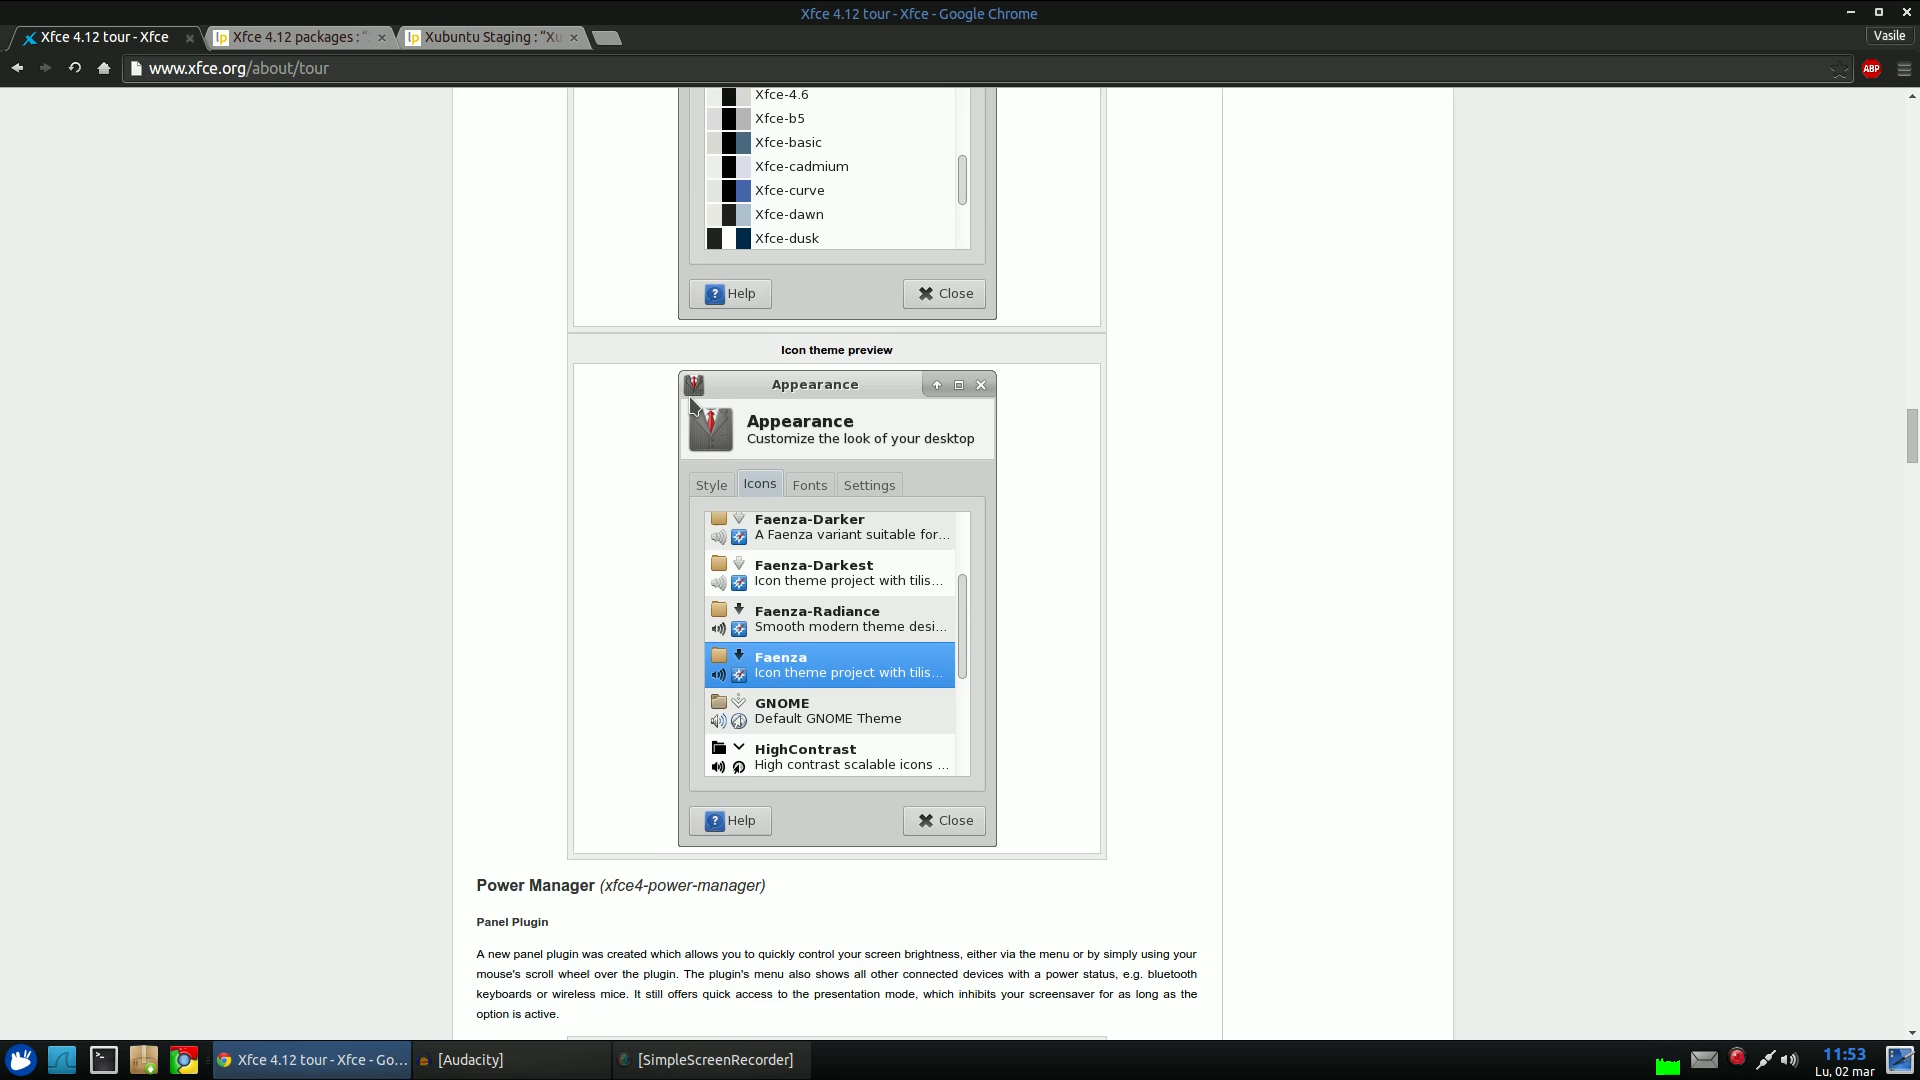 Xfce 4.12 tour - Xfce - Google Chrome
Xfce 4.12 tour - Xfce
Xfce 4.12 packages : “
Xubuntu Staging : “Xu
Vasile
www.xfce.org/about/tour
ABP
Xfce-4.6
Xfce-b5
Xfce-basic
Xfce-cadmium
Xfce-curve
Xfce-dawn
Xfce-dusk
Help
Close
Icon theme preview
Appearance
Appearance
Customize the look of your desktop
Style
Icons
Fonts
Settings
Faenza-Darker
A Faenza variant suitable for...
Faenza-Darkest
Icon theme project with tilis...
Faenza-Radiance
Smooth modern theme desi...
Faenza
Icon theme project with tilis...
GNOME
Default GNOME Theme
HighContrast
High contrast scalable icons ...
Help
Close
Power Manager (xfce4-power-manager)
Panel Plugin
A new panel plugin was created which allows you to quickly control your screen brightness, either via the menu or by simply using your
mouse's scroll wheel over the plugin. The plugin's menu also shows all other connected devices with a power status, e.g. bluetooth
keyboards or wireless mice. It still offers quick access to the presentation mode, which inhibits your screensaver for as long as the
option is active.
Xfce 4.12 tour - Xfce - Go...
[Audacity]
[SimpleScreenRecorder]
11:53
Lu, 02 mar